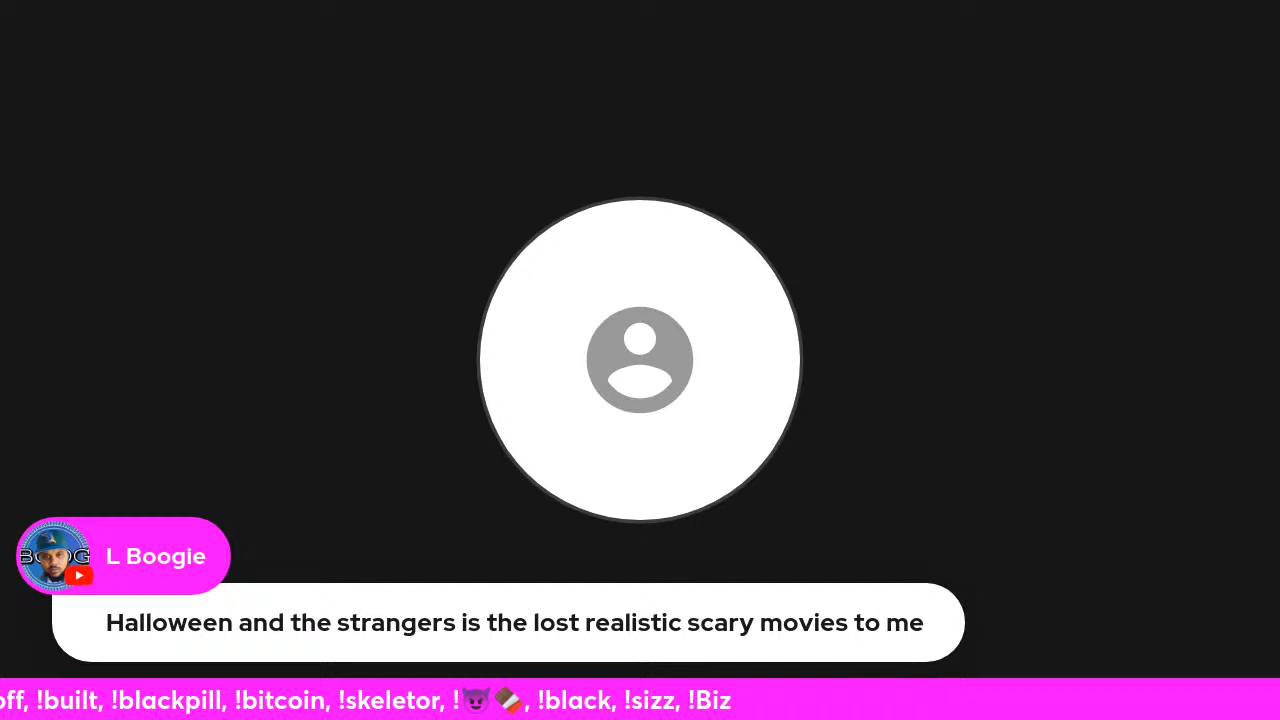 BOOG
L Boogie
Halloween and the strangers is the lost realistic scary movies to me
off, !built, !blackpill, !bitcoin, !skeletor, !😈🍫, !black, !sizz, !Biz